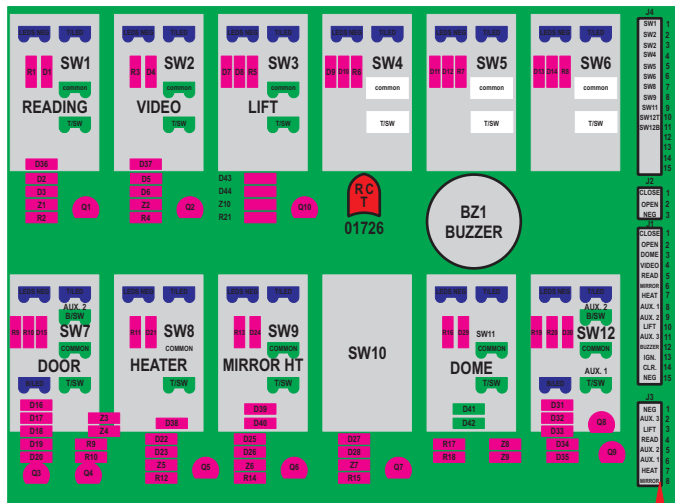 LEDS NEG T/LED LEDS NEG T/LED LEDS NEG T/LED LEDS NEG T/LED LEDS NEG T/LED LEDS NEG T/LED
R1 D1 SW1 R3 D4 SW2 D7 D8 R5 SW3 D9 D10 R6 SW4 D11 D12 R7 SW5 D13 D14 R8 SW6
common common common common common common
READING VIDEO LIFT
T/SW T/SW T/SW T/SW T/SW T/SW
D36 D37
D2 D5 D43
D3 D6 D44
Z1 Z2 Z10
R2 Q1 R4 Q2 R21 Q10
R C
T
01726
BZ1
BUZZER
J4
SW1 1
SW2 2
SW2 3
SW4 4
SW5 5
SW6 6
SW8 7
SW9 8
SW11 9
SW12T 10
SW12B 11
12
13
14
15
J2
CLOSE 1
OPEN 2
NEG 3
J1
CLOSE 1
OPEN 2
DOME 3
VIDEO 4
READ 5
MIRROR 6
HEAT 7
AUX. 1 8
AUX. 2 9
LIFT 10
AUX. 3 11
BUZZER 12
IGN. 13
CLR. 14
NEG 15
J3
NEG 1
AUX. 3 2
LIFT 3
READ 4
AUX. 2 5
AUX. 1 6
HEAT 7
MIRROR 8
LEDS NEG T/LED LEDS NEG T/LED LEDS NEG T/LED LEDS NEG T/LED LEDS NEG T/LED
AUX. 2
B/SW
R9 R10 D15 SW7
COMMON
DOOR
B/LED T/SW
R11 D21 SW8
COMMON
HEATER
T/SW
R13 D24 SW9
COMMON
MIRROR HT
T/SW
SW10
R16 D29 SW11
COMMON
DOME
T/SW
AUX. 2
B/SW
R19 R20 D30 SW12
COMMON
AUX. 1
B/LED T/SW
D16
D17 Z3
D18 Z4
D19 R9
D20 R10
Q3 Q4
D38
D22
D23
Z5
R12 Q5
D39
D40
D25
D26
Z6
R14 Q6
D27
D28
Z7
R15 Q7
D41
D42
R17 Z8
R18 Z9
D31
D32
D33 Q8
D34
D35 Q9